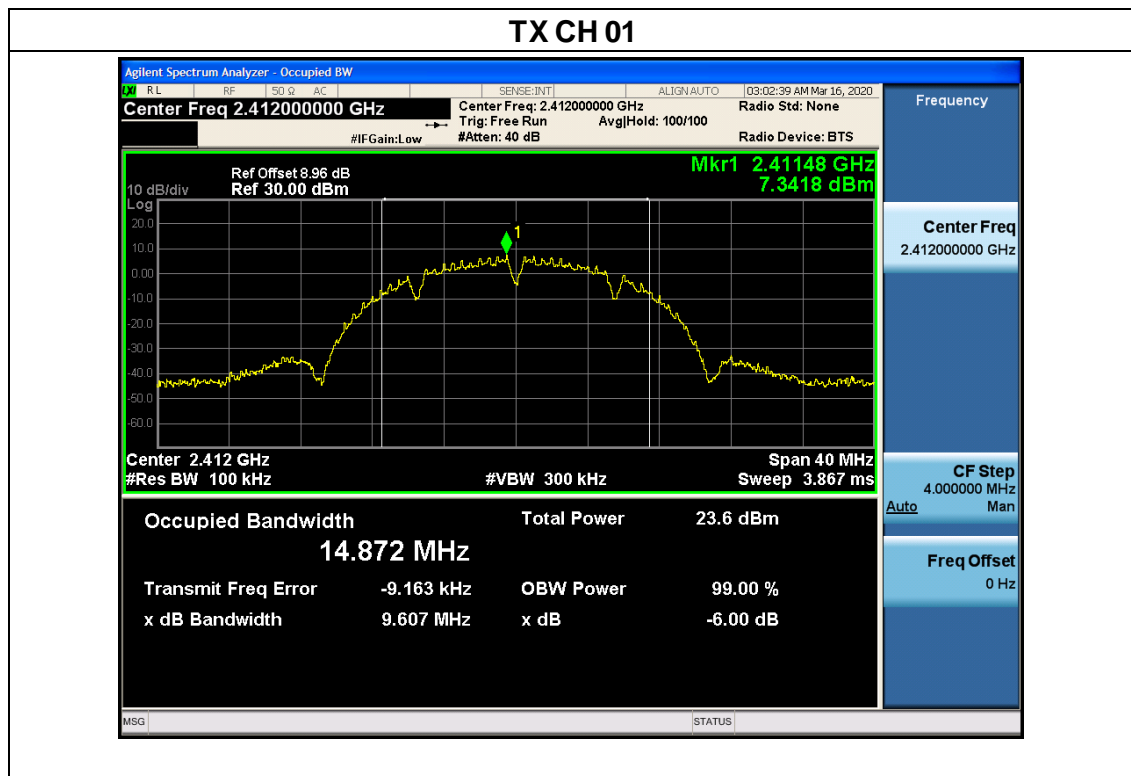 TX CH 01
Agilent Spectrum Analyzer - Occupied BW
LXI RL RF 50 Ω AC SENSE:INT ALIGN AUTO 03:02:39 AM Mar 16, 2020
Center Freq 2.412000000 GHz
Center Freq: 2.412000000 GHz
Radio Std: None
Trig: Free Run Avg|Hold: 100/100
#IFGain:Low #Atten: 40 dB Radio Device: BTS
Mkr1 2.41148 GHz
7.3418 dBm
Ref Offset 8.96 dB
10 dB/div Ref 30.00 dBm
Log
20.0
10.0
0.00
-10.0
-20.0
-30.0
-40.0
-50.0
-60.0
1
Center 2.412 GHz Span 40 MHz
#Res BW 100 kHz #VBW 300 kHz Sweep 3.867 ms
Occupied Bandwidth Total Power 23.6 dBm
14.872 MHz
Transmit Freq Error -9.163 kHz OBW Power 99.00 %
x dB Bandwidth 9.607 MHz x dB -6.00 dB
Frequency
Center Freq
2.412000000 GHz
CF Step
4.000000 MHz
Auto Man
Freq Offset
0 Hz
MSG STATUS